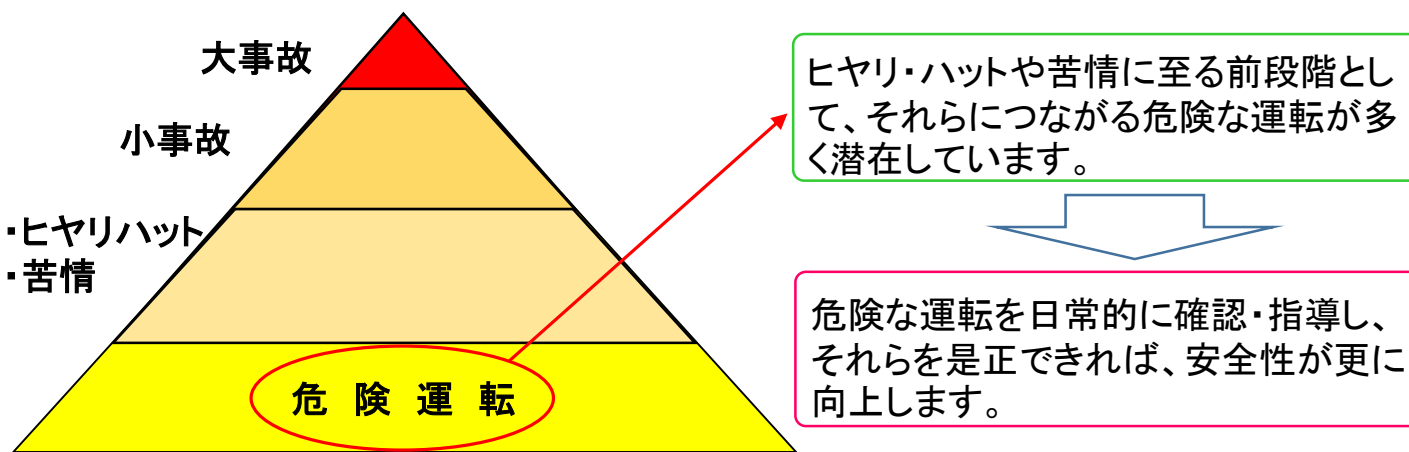 大事故
小事故
・ヒヤリハット
・苦情
危険運転
ヒヤリ・ハットや苦情に至る前段階とし
て、それらにつながる危険な運転が多
く潜在しています。
危険な運転を日常的に確認・指導し、
それらを是正できれば、安全性が更に
向上します。